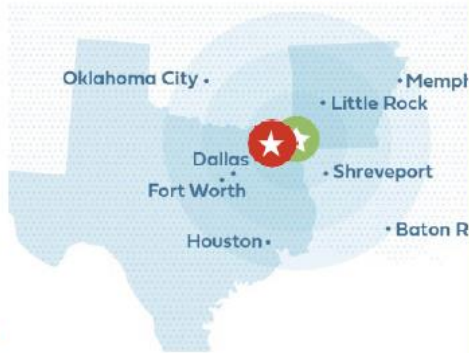 Oklahoma City
Memph
Little Rock
Dallas
Shreveport
Fort Worth
Baton R
Houston